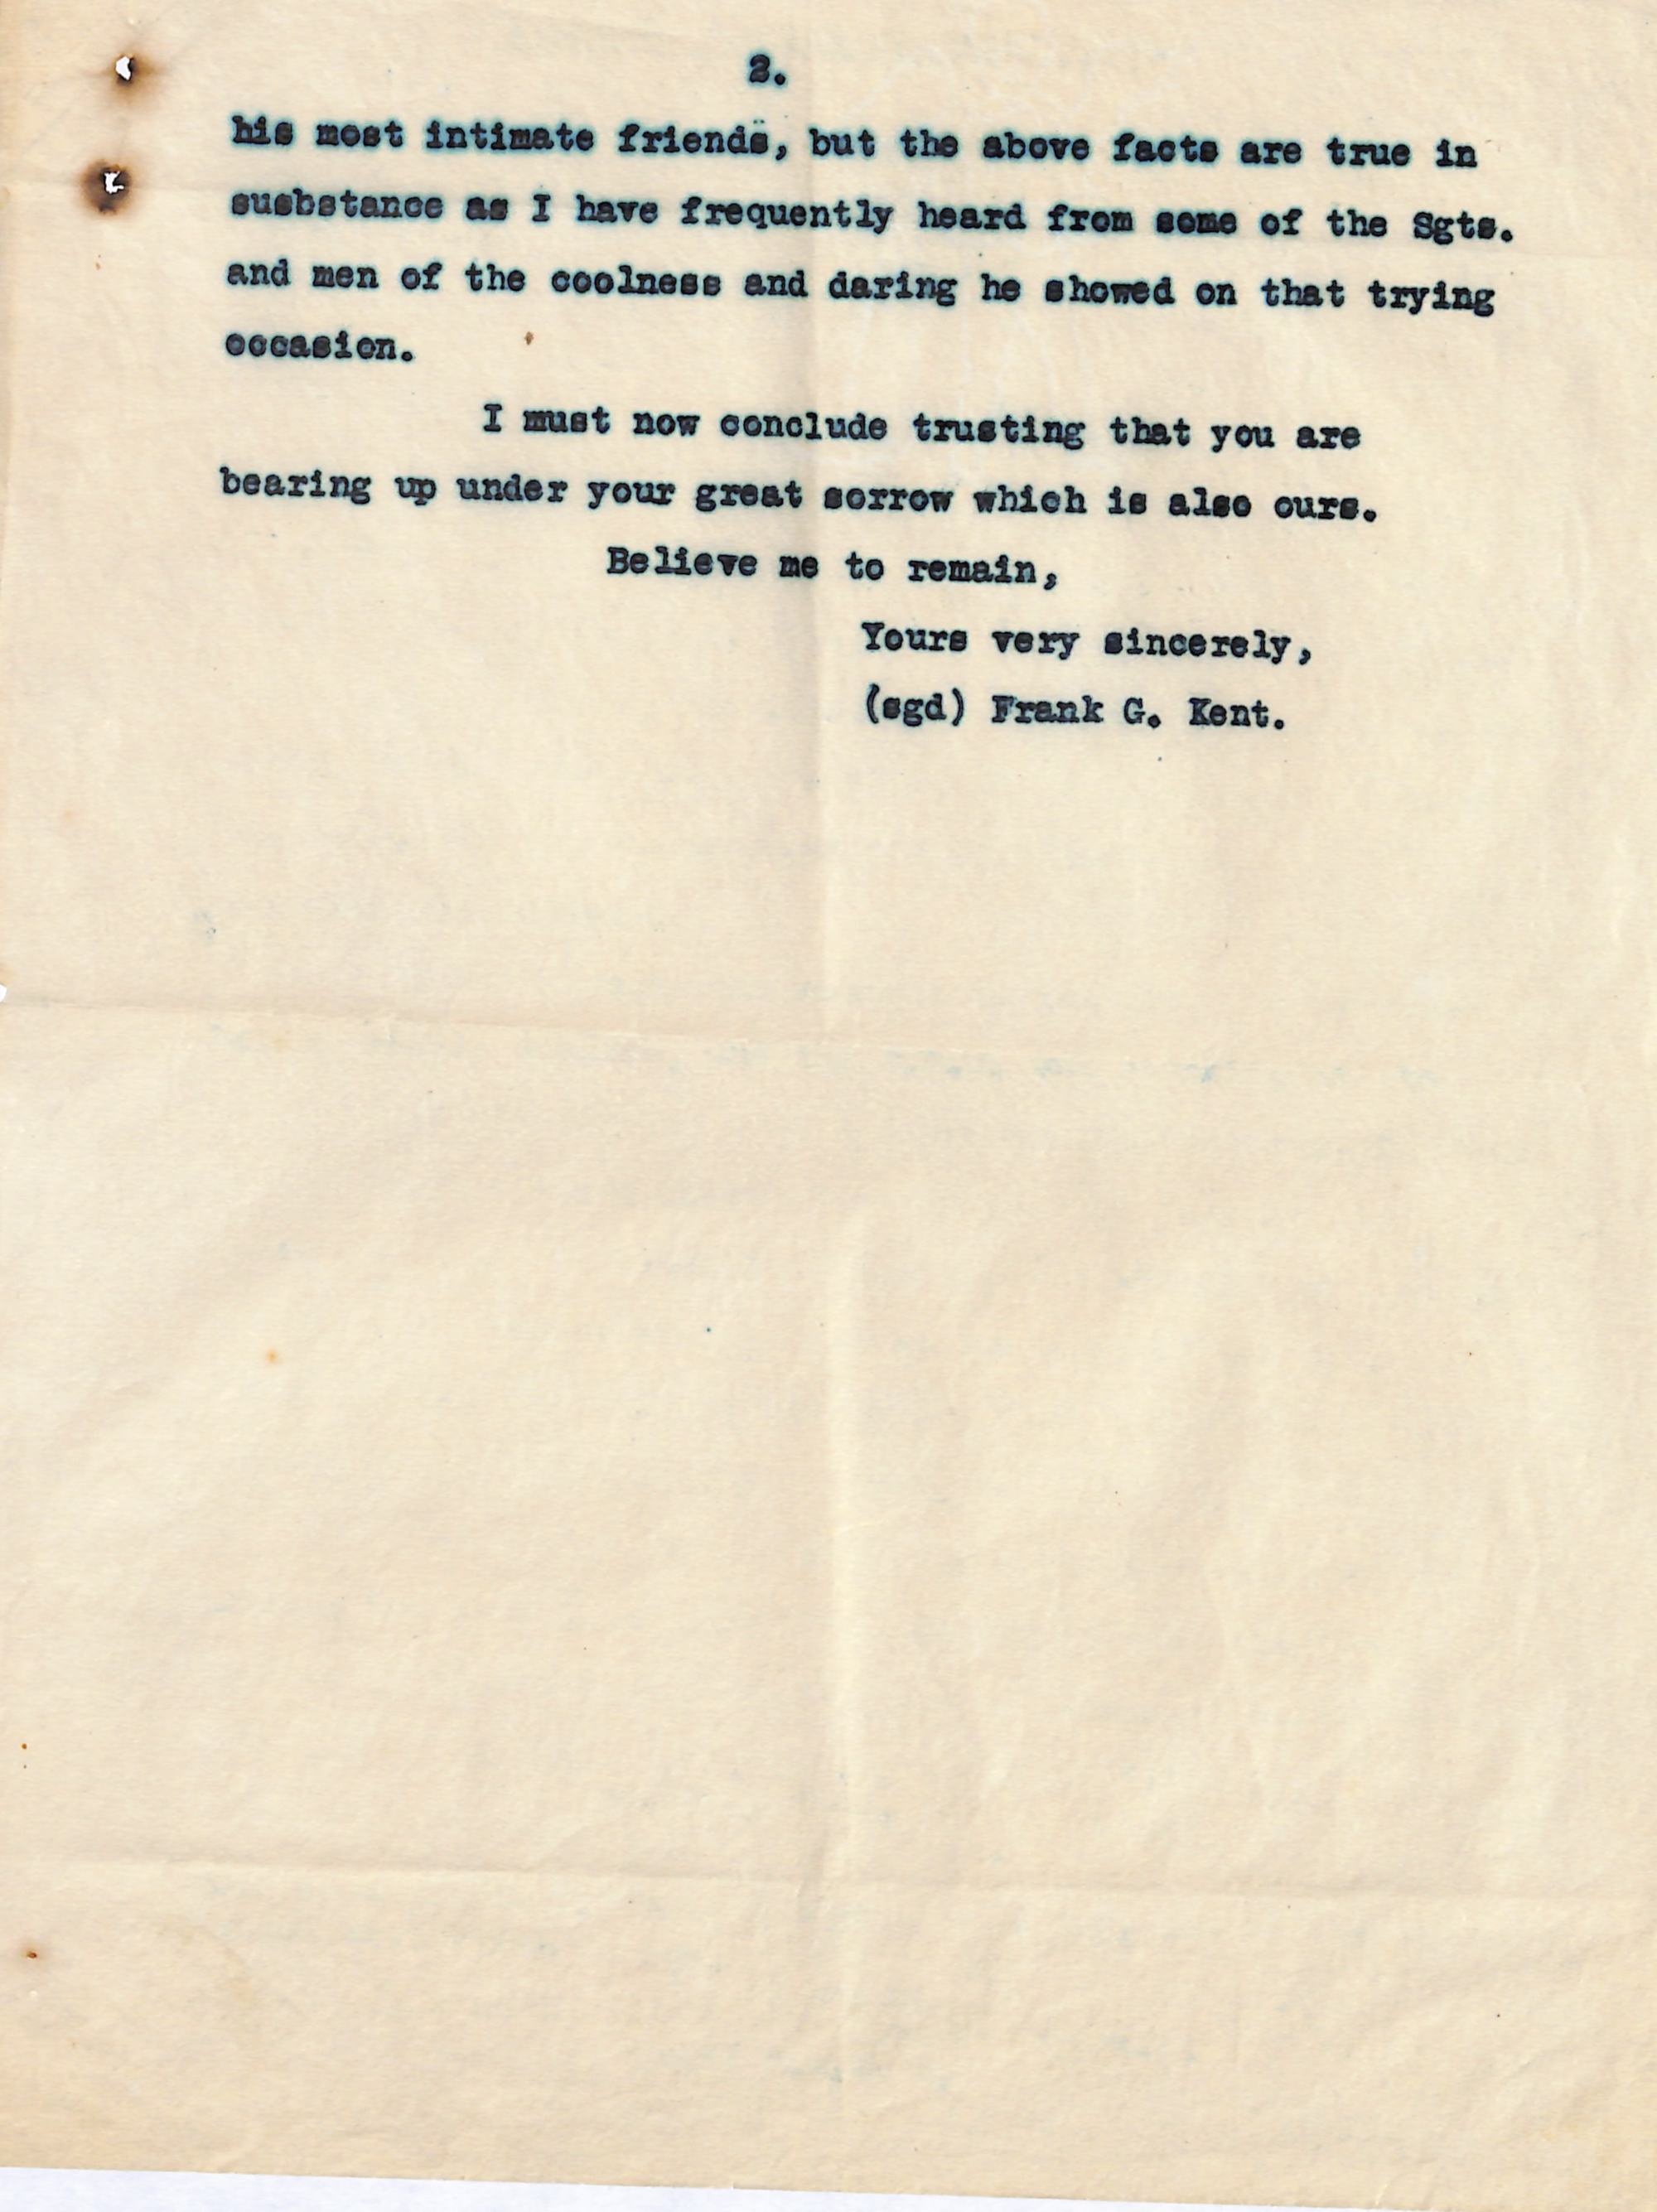 2.
his most intimate friends, but the above facts are true in
susbstance as I have frequently heard from some of the Sgts.
and men of the coolness and daring he showed on that trying
occasion.
I must now conclude trusting that you are
bearing up under your great sorrow which is also ours.
Believe me to remain,
Yours very sincerely,
(sgd) Frank G. Kent.